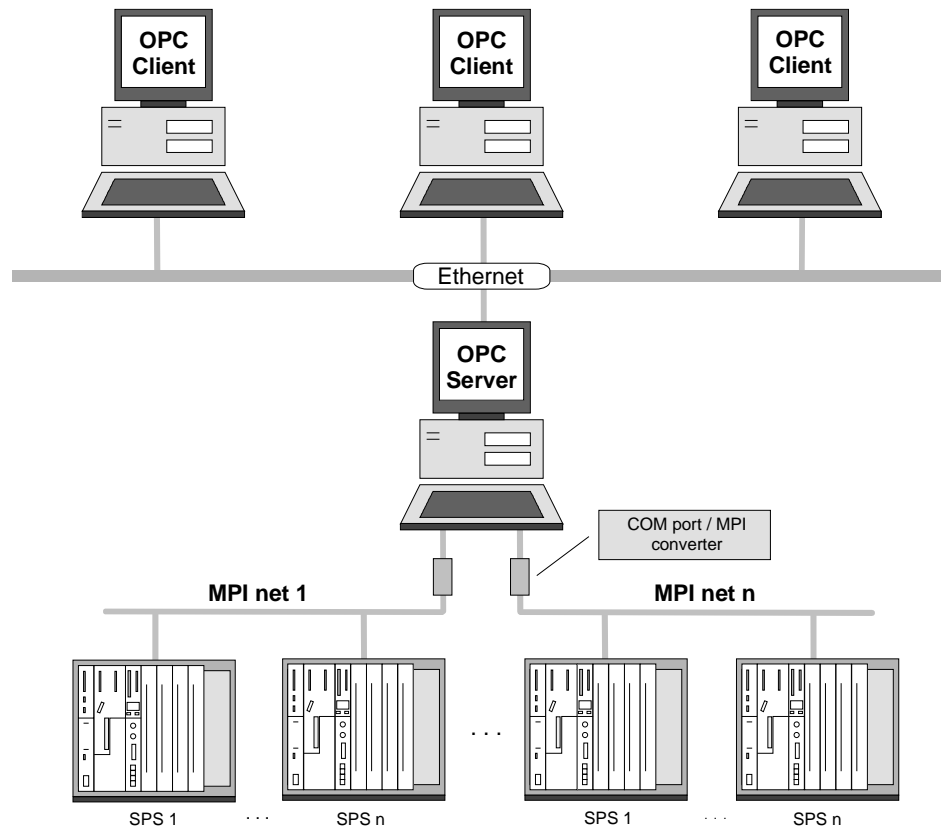 OPC
Client
OPC
Client
OPC
Client
Ethernet
OPC
Server
COM port / MPI
converter
MPI net 1
MPI net n
. . .
SPS 1 . . . SPS n
SPS 1 . . . SPS n